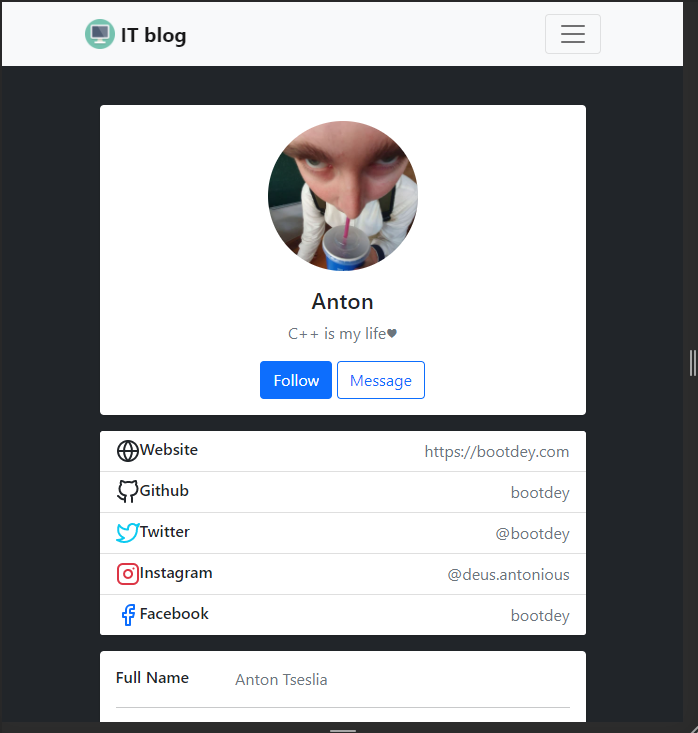 IT blog
Anton
C++ is my life♥
Follow Message
Website https://bootdey.com
Github bootdey
Twitter @bootdey
Instagram @deus.antonious
Facebook bootdey
Full Name Anton Tseslia